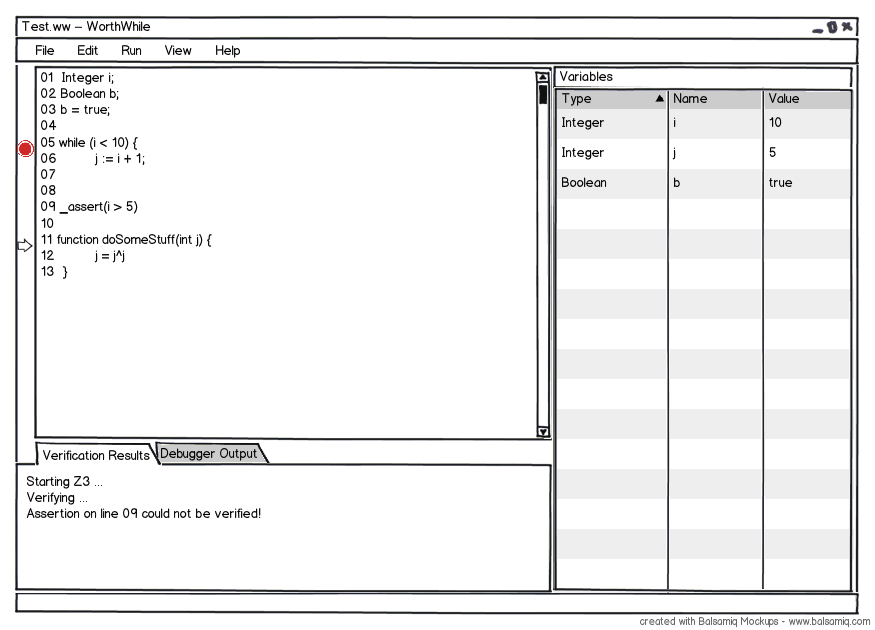 Test.ww – WorthWhile
File Edit Run View Help
01 Integer i;
02 Boolean b;
03 b = true;
04
05 while (i < 10) {
06 j := i + 1;
07
08
09 _assert(i > 5)
10
11 function doSomeStuff(int j) {
12 j = j^j
13 }
Variables
Type Name Value
Integer i 10
Integer j 5
Boolean b true
Verification Results Debugger Output
Starting Z3 ...
Verifying ...
Assertion on line 09 could not be verified!
created with Balsamiq Mockups - www.balsamiq.com